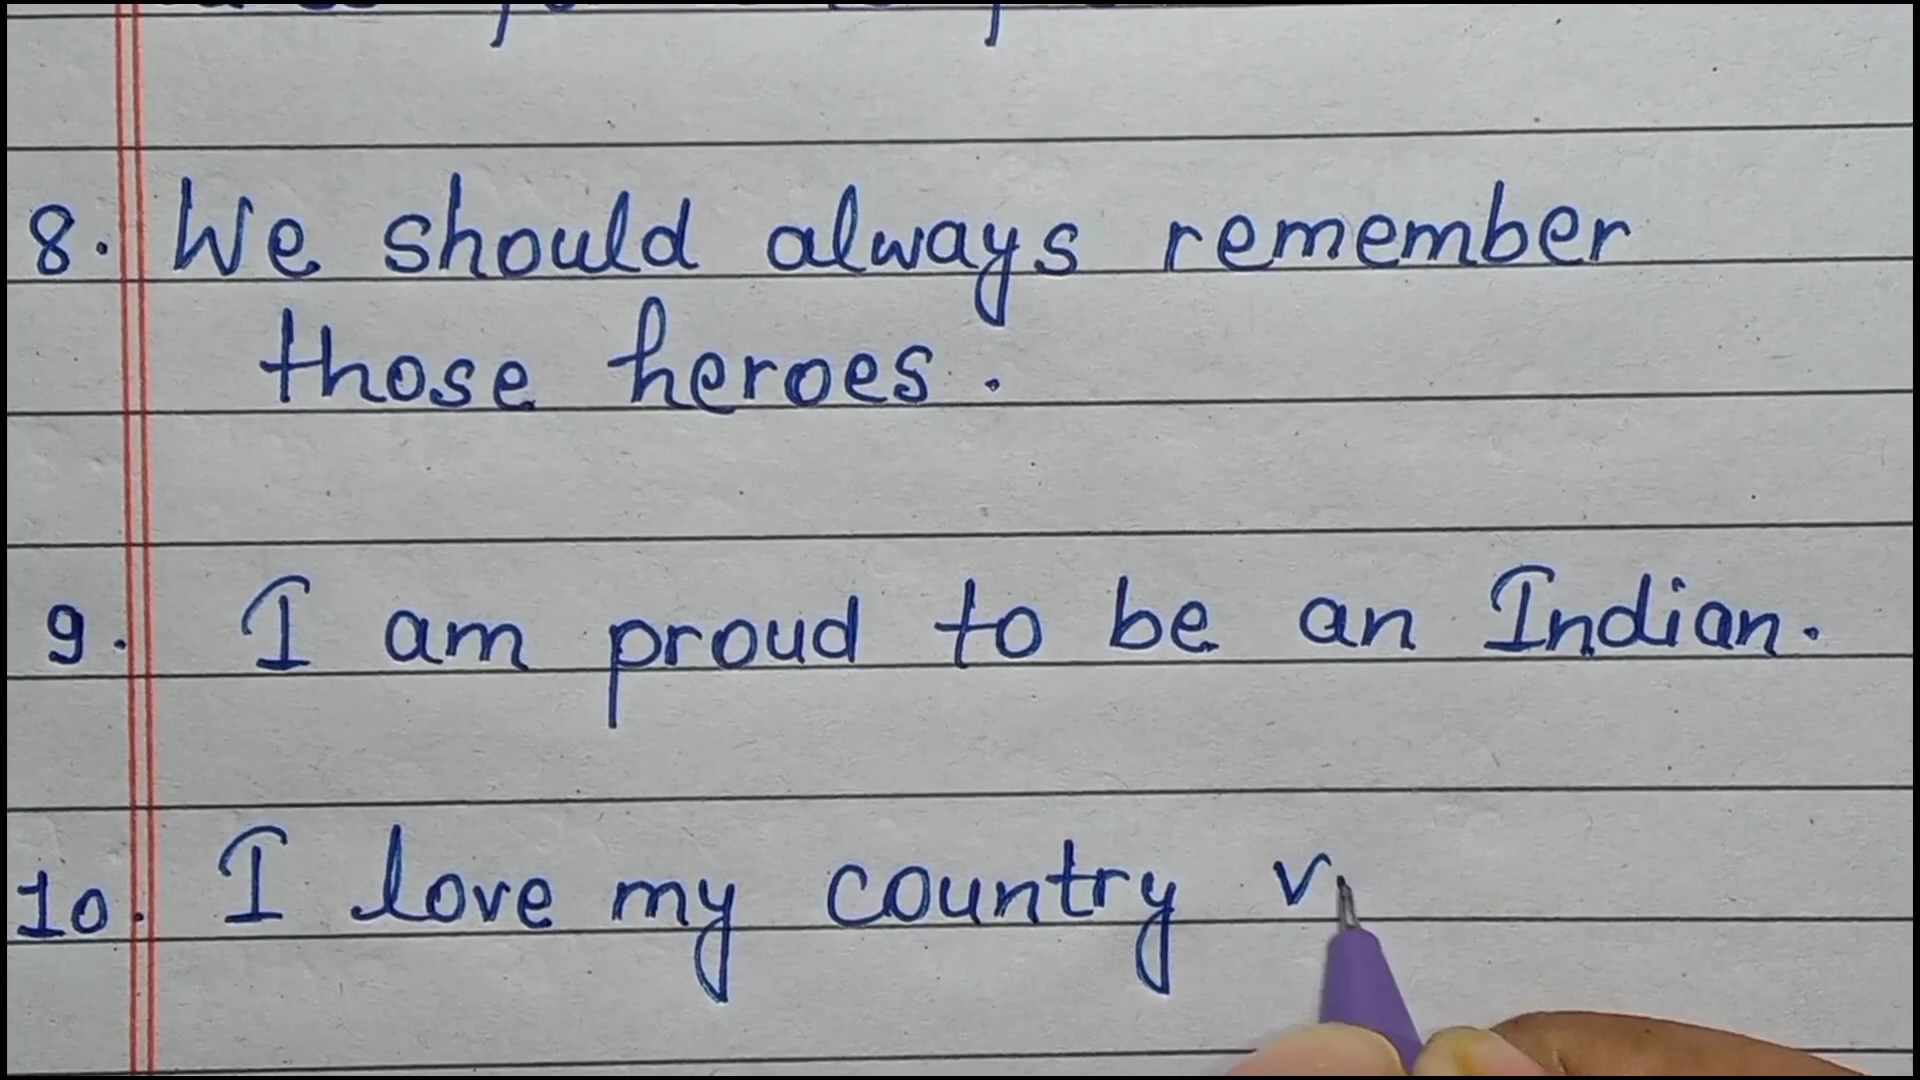 8. We should always remember
those heroes.
9. I am proud to be an Indian.
10. I love my country v